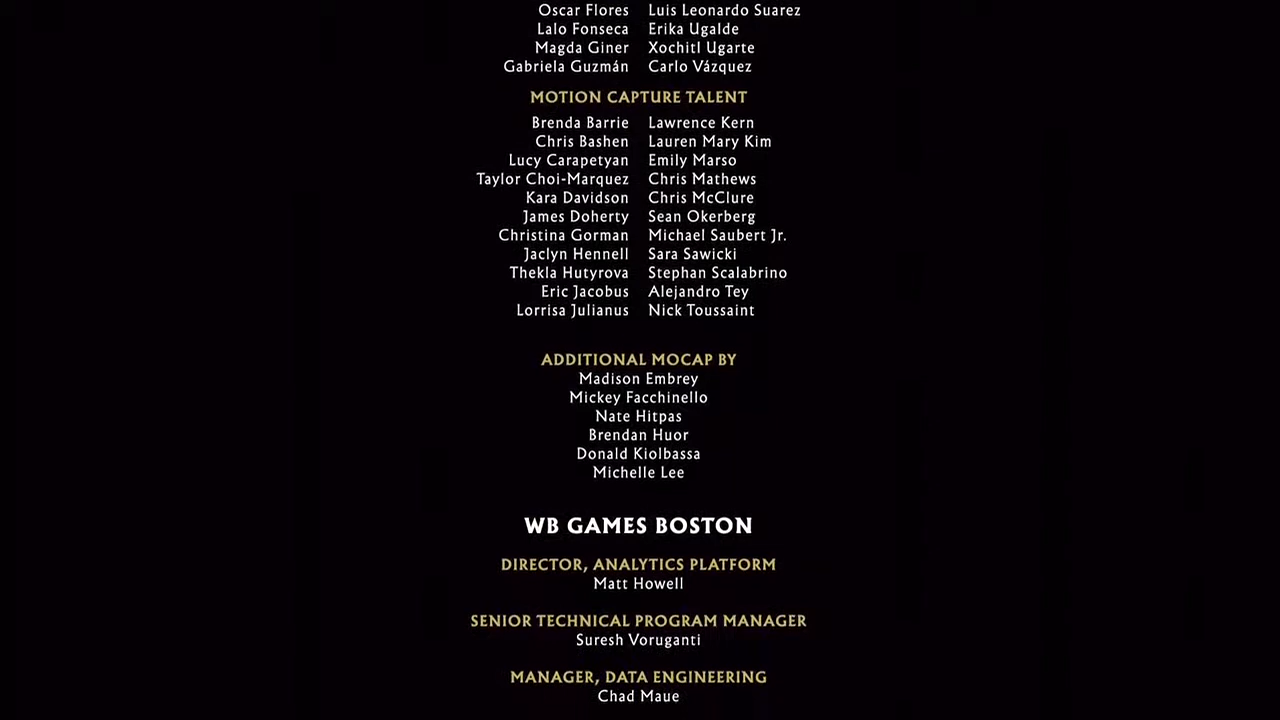 Oscar Flores Luis Leonardo Suarez
Lalo Fonseca Erika Ugalde
Magda Giner Xochitl Ugarte
Gabriela Guzmán Carlo Vázquez
MOTION CAPTURE TALENT
Brenda Barrie Lawrence Kern
Chris Bashen Lauren Mary Kim
Lucy Carapetyan Emily Marso
Taylor Choi-Marquez Chris Mathews
Kara Davidson Chris McClure
James Doherty Sean Okerberg
Christina Gorman Michael Saubert Jr.
Jaclyn Hennell Sara Sawicki
Thekla Hutyrova Stephan Scalabrino
Eric Jacobus Alejandro Tey
Lorrisa Julianus Nick Toussaint
ADDITIONAL MOCAP BY
Madison Embrey
Mickey Facchinello
Nate Hitpas
Brendan Huor
Donald Kiolbassa
Michelle Lee
WB GAMES BOSTON
DIRECTOR, ANALYTICS PLATFORM
Matt Howell
SENIOR TECHNICAL PROGRAM MANAGER
Suresh Voruganti
MANAGER, DATA ENGINEERING
Chad Maue